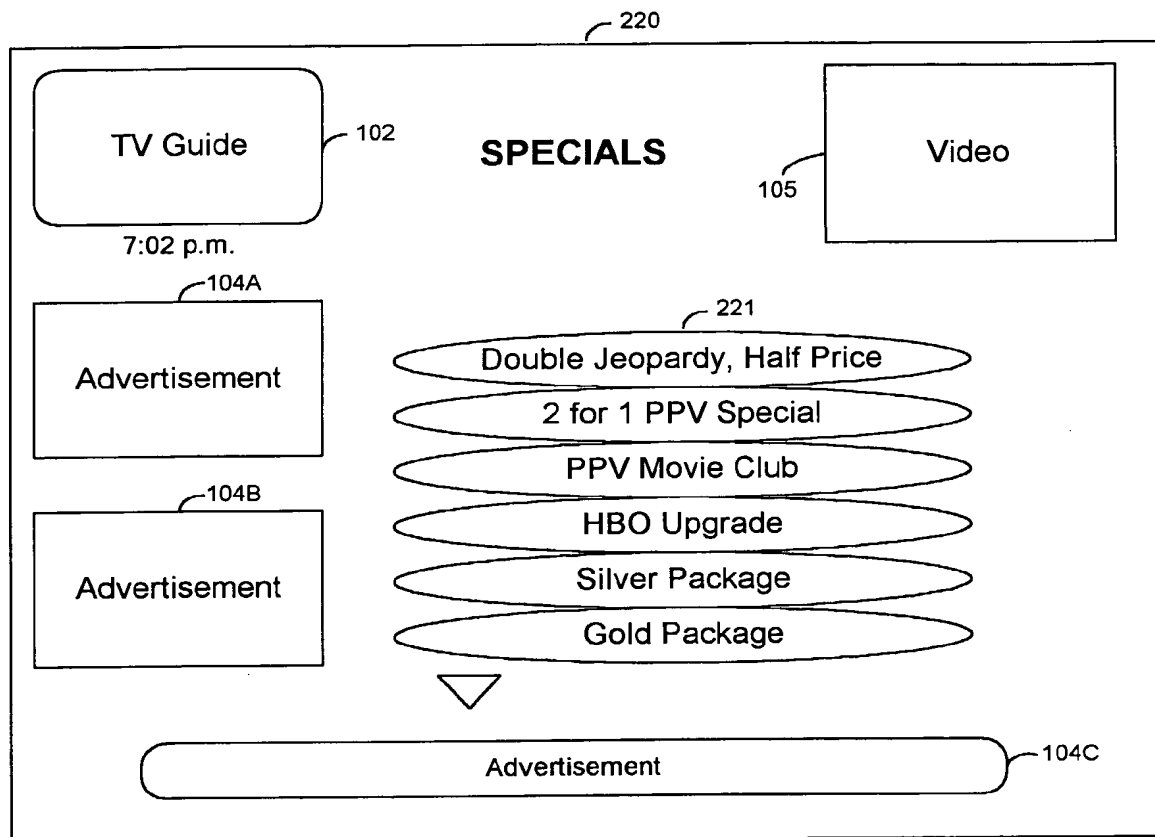 220
TV Guide
102
SPECIALS
Video
105
7:02 p.m.
104A
Advertisement
221
Double Jeopardy, Half Price
2 for 1 PPV Special
PPV Movie Club
HBO Upgrade
Silver Package
Gold Package
104B
Advertisement
Advertisement
104C